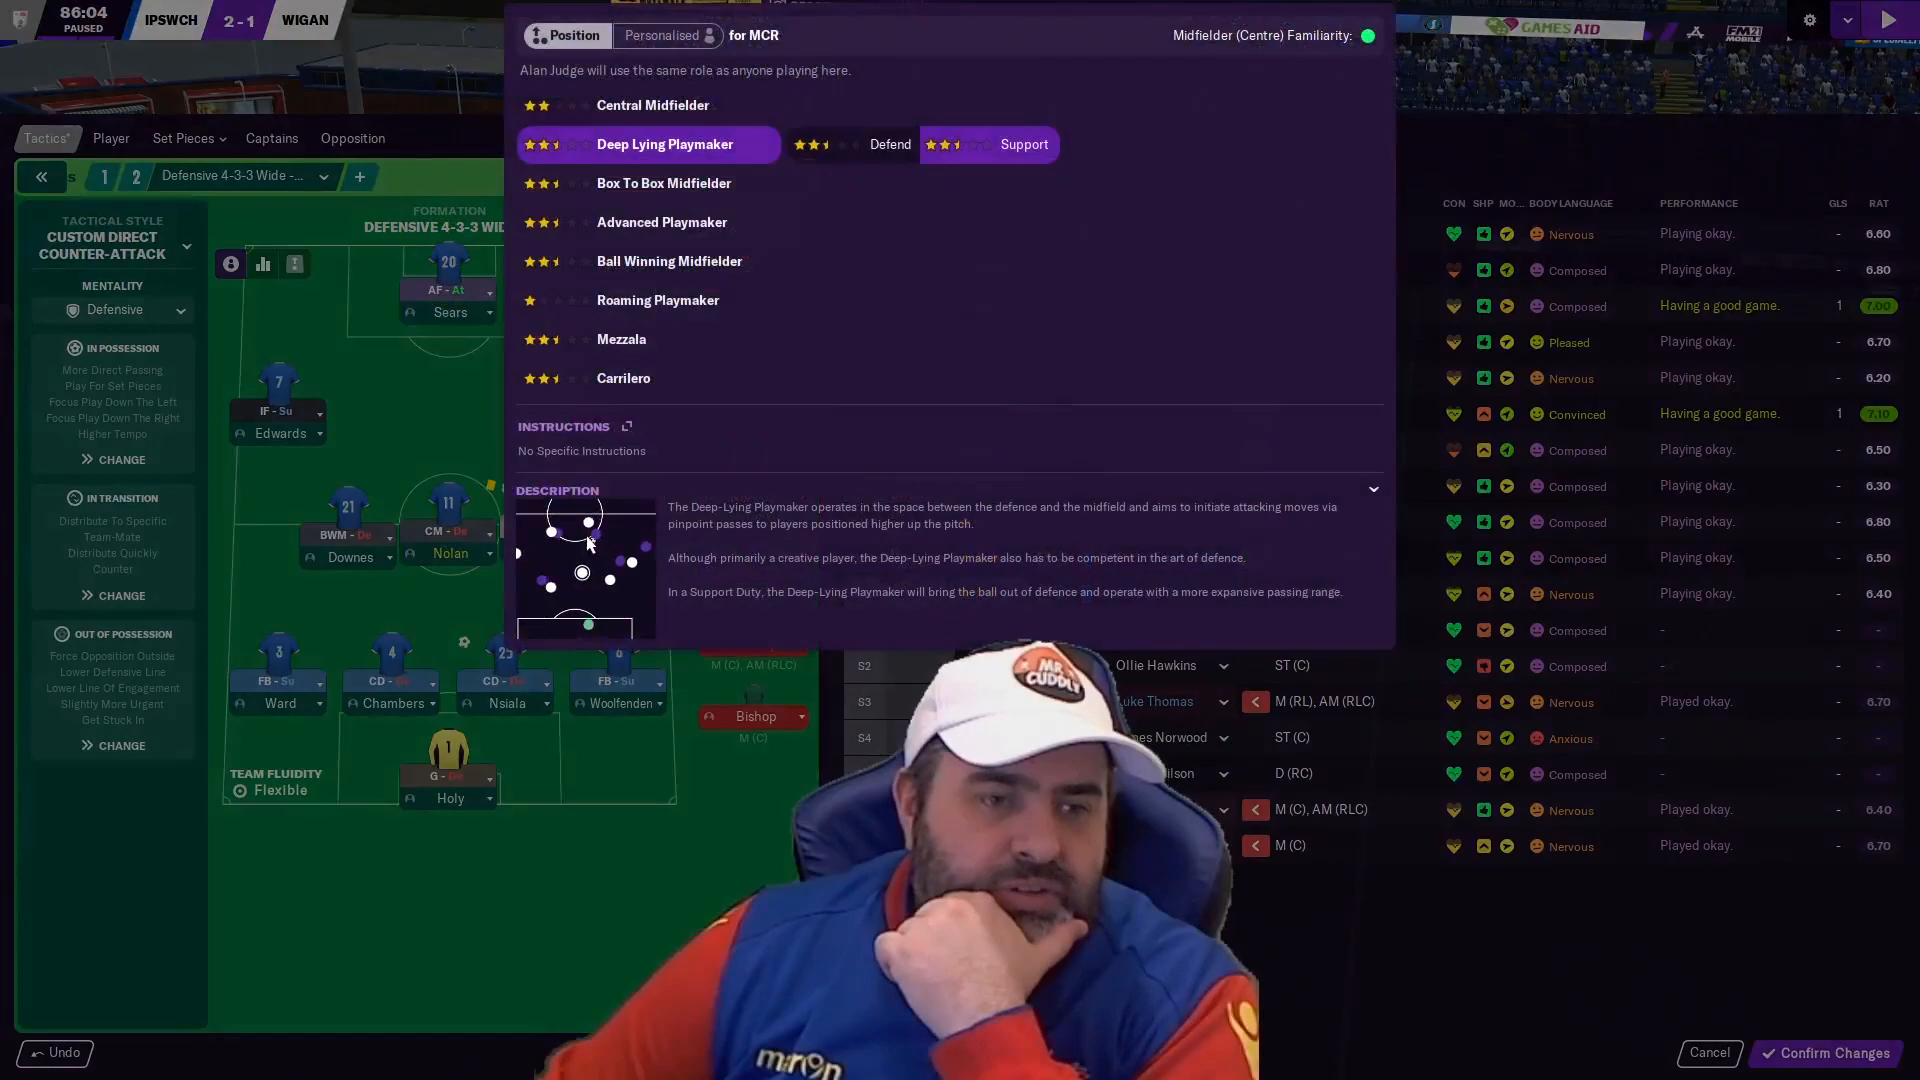 86:04
PAUSED
IPSWCH
2 - 1
WIGAN
Position
Personalised
for MCR
Midfielder (Centre) Familiarity:
GAMES AID
FM21
MOBILE
Alan Judge will use the same role as anyone playing here.
Central Midfielder
Deep Lying Playmaker
Defend
Support
Box To Box Midfielder
Advanced Playmaker
Ball Winning Midfielder
Roaming Playmaker
Mezzala
Carrilero
INSTRUCTIONS
No Specific Instructions
DESCRIPTION
The Deep-Lying Playmaker operates in the space between the defence and the midfield and aims to initiate attacking moves via
pinpoint passes to players positioned higher up the pitch.
Although primarily a creative player, the Deep-Lying Playmaker also has to be competent in the art of defence.
In a Support Duty, the Deep-Lying Playmaker will bring the ball out of defence and operate with a more expansive passing range.
Tactics*
Player
Set Pieces
Captains
Opposition
1
2
Defensive 4-3-3 Wide -...
TACTICAL STYLE
CUSTOM DIRECT
COUNTER-ATTACK
MENTALITY
Defensive
IN POSSESSION
More Direct Passing
Play For Set Pieces
Focus Play Down The Left
Focus Play Down The Right
Higher Tempo
CHANGE
IN TRANSITION
Distribute To Specific
Team-Mate
Distribute Quickly
Counter
CHANGE
OUT OF POSSESSION
Force Opposition Outside
Lower Defensive Line
Lower Line Of Engagement
Slightly More Urgent
Get Stuck In
CHANGE
FORMATION
DEFENSIVE 4-3-3 WID
20
AF - At
Sears
7
IF - Su
Edwards
21
BWM - De
Downes
11
CM - De
Nolan
3
FB - Su
Ward
4
CD - De
Chambers
25
CD - De
Nsiala
FB - Su
Woolfenden
1
G - De
Holy
TEAM FLUIDITY
Flexible
M (C), AM (RLC)
Bishop
M (C)
S2
Ollie Hawkins
ST (C)
S3
Luke Thomas
M (RL), AM (RLC)
S4
mes Norwood
ST (C)
ilson
D (RC)
M (C), AM (RLC)
M (C)
CON
SHP
MO...
BODY LANGUAGE
PERFORMANCE
GLS
RAT
Nervous
Playing okay.
-
6.60
Composed
Playing okay.
-
6.80
Composed
Having a good game.
1
7.00
Pleased
Playing okay.
-
6.70
Nervous
Playing okay.
-
6.20
Convinced
Having a good game.
1
7.10
Composed
Playing okay.
-
6.50
Composed
Playing okay.
-
6.30
Composed
Playing okay.
-
6.80
Composed
Playing okay.
-
6.50
Nervous
Playing okay.
-
6.40
Composed
-
-
-
Composed
-
-
-
Nervous
Played okay.
-
6.70
Anxious
-
-
-
Composed
-
-
-
Nervous
Played okay.
-
6.40
Nervous
Played okay.
-
6.70
MR.
CUDDLY
macron
Undo
Cancel
Confirm Changes